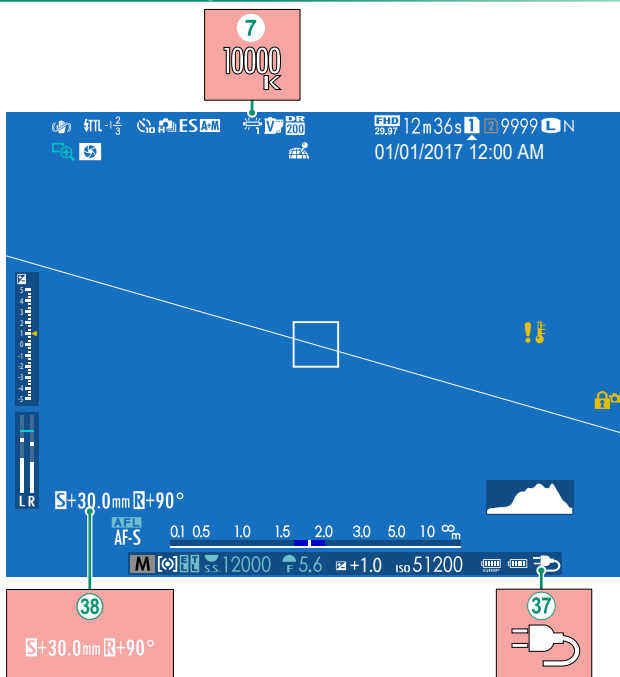 7
10000
K
TTL -1 2/3 10 ES A+M 1 V DR 200 FHD 29,97 12m36s 1 2 9999 L N
01/01/2017 12:00 AM
5
4
3
2
1
0
-1
-2
-3
-4
-5
L R
S+30.0mm R+90°
AFL
AF-S 0.1 0.5 1.0 1.5 2.0 3.0 5.0 10 ∞ m
M S.S. 12000 F 5.6 +1.0 ISO 51200 GRIP
38
S+30.0mm R+90°
37